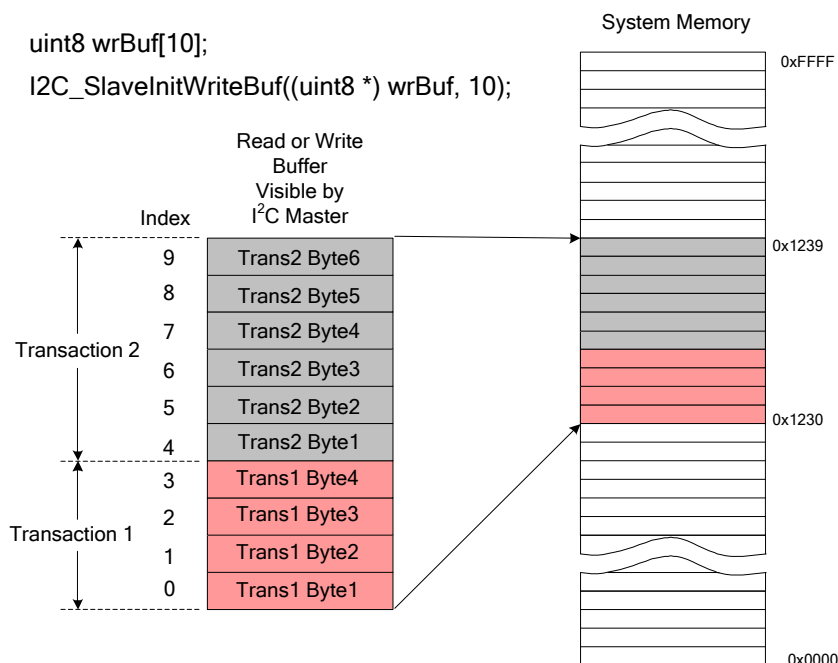 uint8 wrBuf[10];
I2C_SlaveInitWriteBuf((uint8 *) wrBuf, 10);
System Memory
0xFFFF
Read or Write
Buffer
Visible by
I²C Master
Index
9 Trans2 Byte6
8 Trans2 Byte5
7 Trans2 Byte4
6 Trans2 Byte3
5 Trans2 Byte2
4 Trans2 Byte1
3 Trans1 Byte4
2 Trans1 Byte3
1 Trans1 Byte2
0 Trans1 Byte1
Transaction 2
Transaction 1
0x1239
0x1230
0x0000